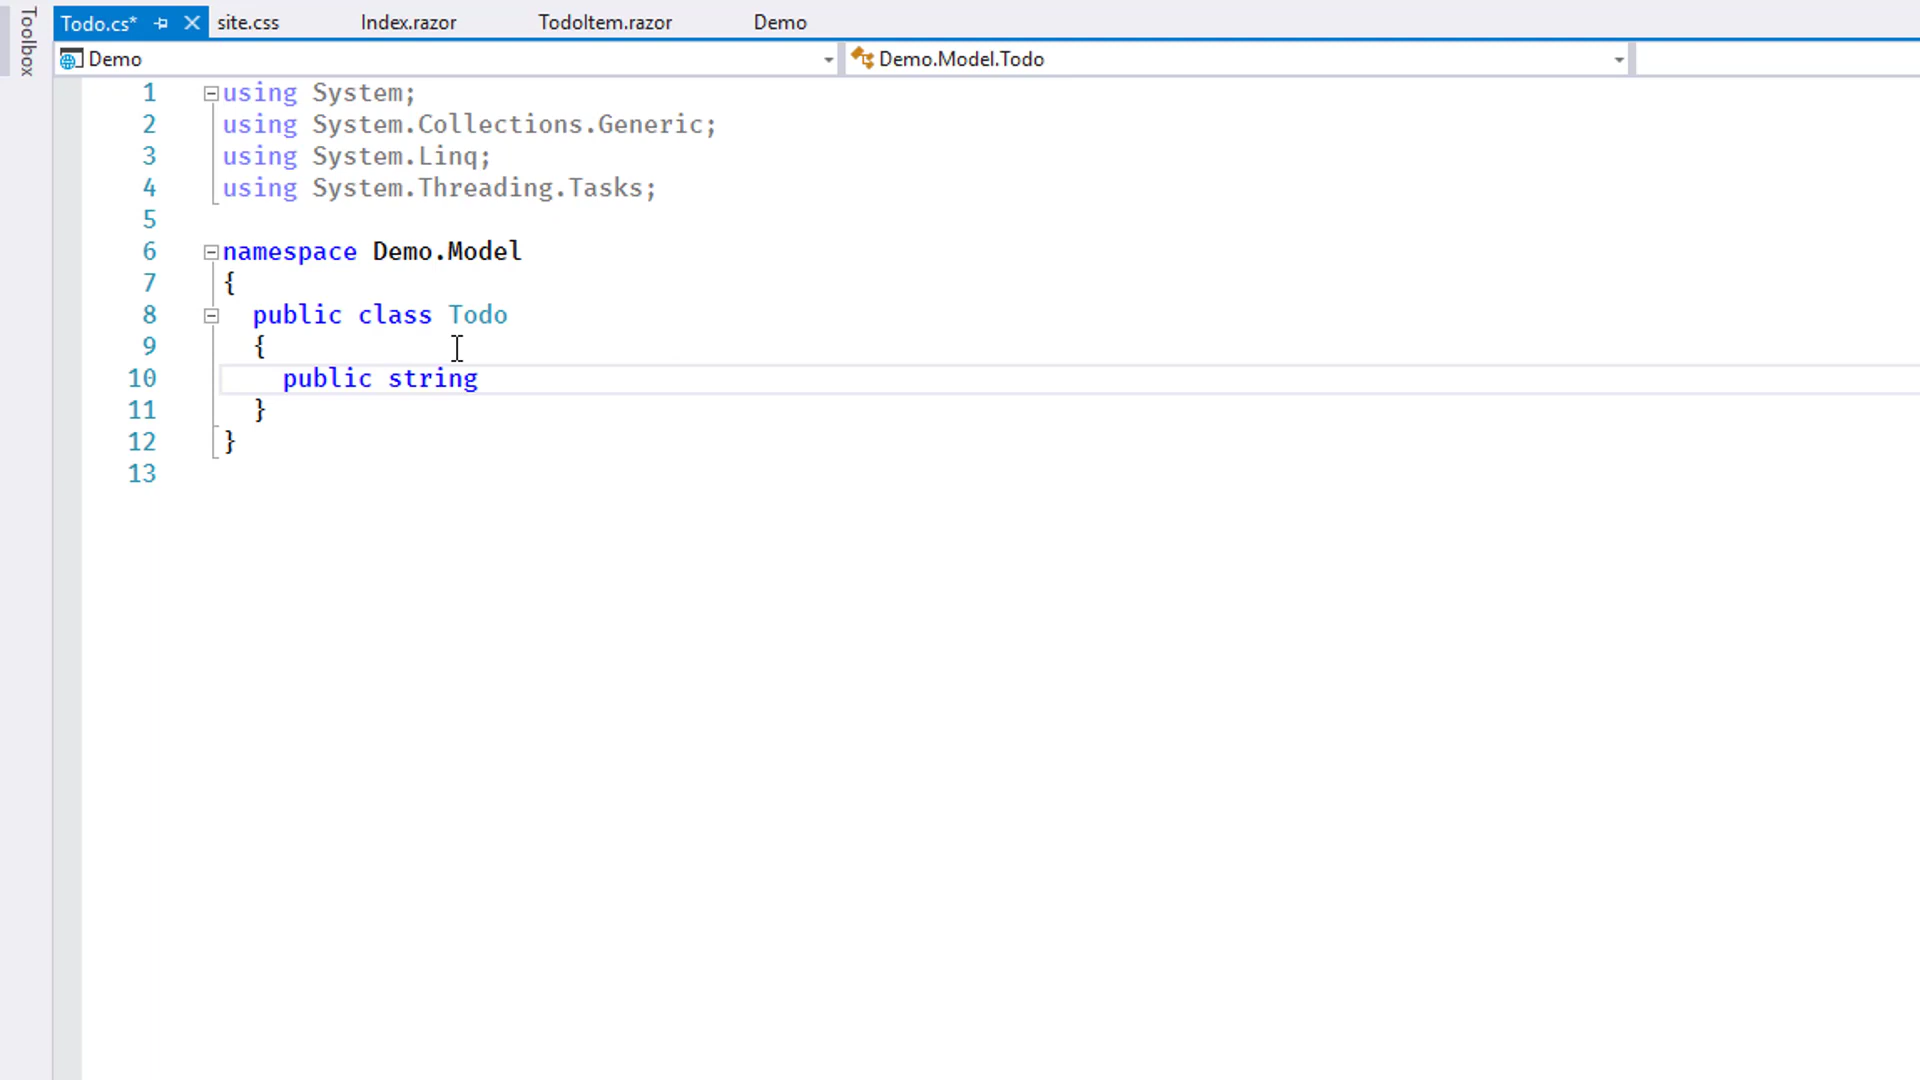 Toolbox
Todo.cs* site.css Index.razor TodoItem.razor Demo
Demo Demo.Model.Todo
1 using System;
2 using System.Collections.Generic;
3 using System.Linq;
4 using System.Threading.Tasks;
5
6 namespace Demo.Model
7 {
8 public class Todo
9 {
10 public string
11 }
12 }
13